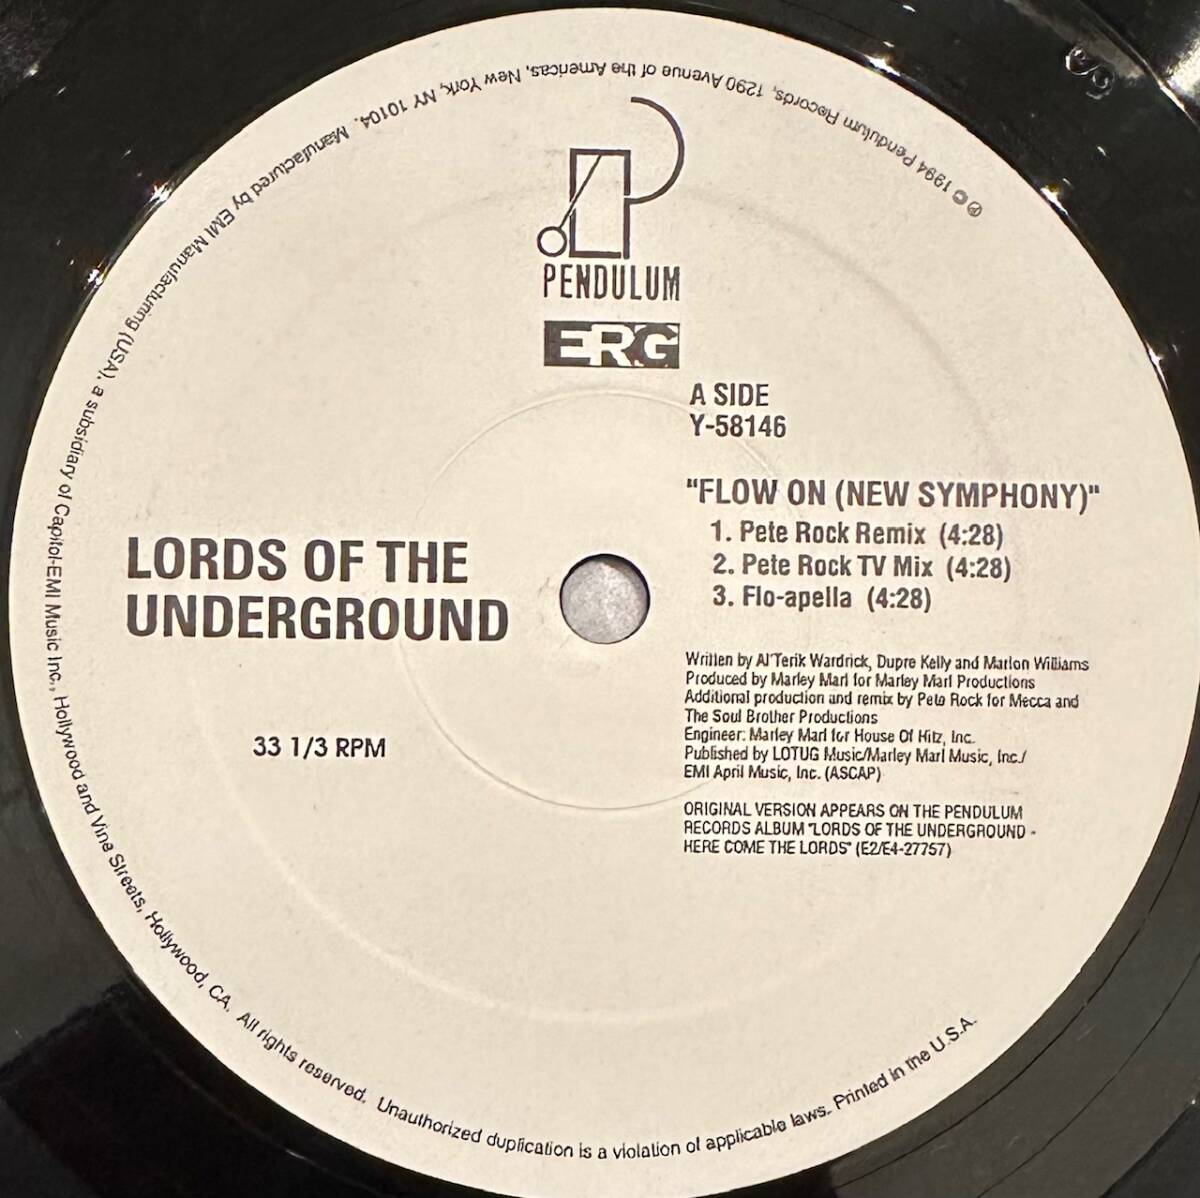 ℗ © 1994 Pendulum Records, 1290 Avenue of the Americas, New York, NY 10104. Manufactured by EMI Manufacturing (USA), a subsidiary of Capitol-EMI Music Inc., Hollywood and Vine Streets, Hollywood, CA. All rights reserved. Unauthorized duplication is a violation of applicable laws. Printed in the U.S.A.
PENDULUM
ERG
A SIDE
Y-58146
"FLOW ON (NEW SYMPHONY)"
1. Pete Rock Remix (4:28)
2. Pete Rock TV Mix (4:28)
3. Flo-apella (4:28)
LORDS OF THE
UNDERGROUND
33 1/3 RPM
Written by Al'Terik Wardrick, Dupre Kelly and Marlon Williams
Produced by Marley Marl for Marley Marl Productions
Additional production and remix by Pete Rock for Mecca and
The Soul Brother Productions
Engineer: Marley Marl for House Of Hitz, Inc.
Published by LOTUG Music/Marley Marl Music, Inc./
EMI April Music, Inc. (ASCAP)
ORIGINAL VERSION APPEARS ON THE PENDULUM
RECORDS ALBUM "LORDS OF THE UNDERGROUND -
HERE COME THE LORDS" (E2/E4-27757)